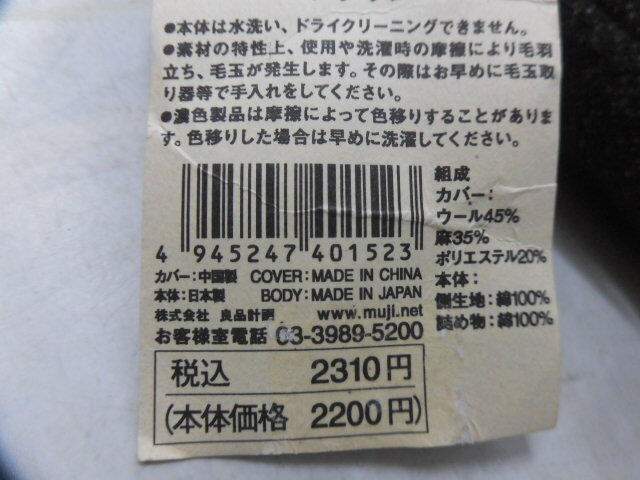 ●本体は水洗い、ドライクリーニングできません。
●素材の特性上、使用や洗濯時の摩擦により毛羽
立ち、毛玉が発生します。その際はお早めに毛玉取
り器等で手入れをしてください。
●濃色製品は摩擦によって色移りすることがありま
す。色移りした場合は早めに洗濯してください。
4 945247 401523
カバー：中国製 COVER：MADE IN CHINA
本体：日本製 BODY：MADE IN JAPAN
株式会社 良品計画 www.muji.net
お客様室電話 03-3989-5200
組成
カバー：
ウール45%
麻35%
ポリエステル20%
本体：
側生地：綿100%
詰め物：綿100%
税込 2310円
(本体価格 2200円)